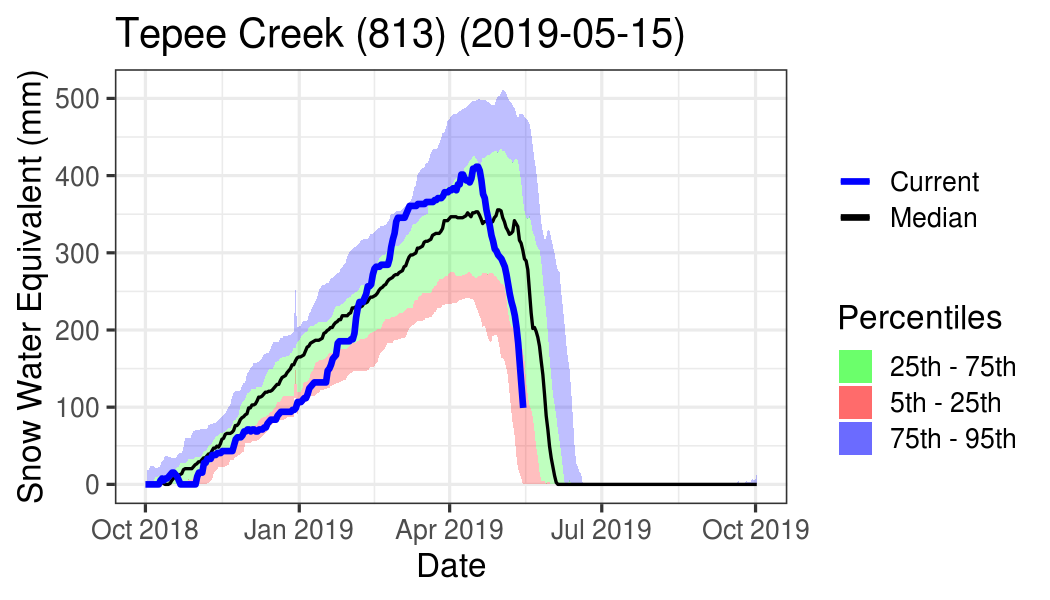 Tepee Creek (813) (2019-05-15)
Snow Water Equivalent (mm)
500
400
300
200
100
0
Oct 2018
Jan 2019
Apr 2019
Jul 2019
Oct 2019
Date
Current
Median
Percentiles
25th - 75th
5th - 25th
75th - 95th